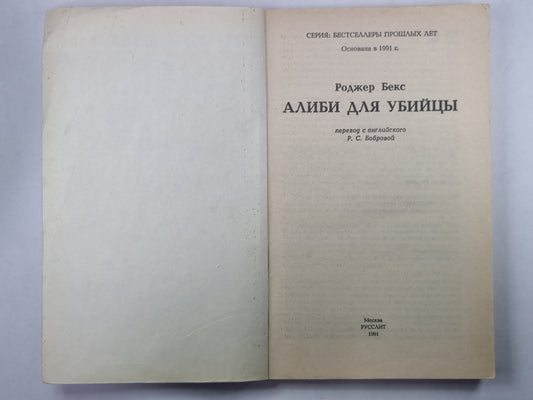 СЕРИЯ: БЕСТСЕЛЛЕРЫ ПРОШЛЫХ ЛЕТ
Основана в 1991 г.
Роджер Бекс
АЛИБИ ДЛЯ УБИЙЦЫ
перевод с английского
Р. С. Бобровой
Москва
РУССЛИТ
1991